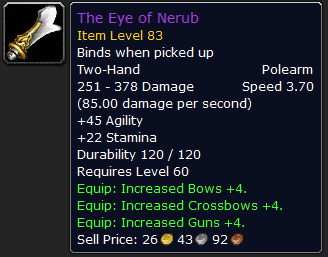 The Eye of Nerub
Item Level 83
Binds when picked up
Two-Hand Polearm
251 - 378 Damage Speed 3.70
(85.00 damage per second)
+45 Agility
+22 Stamina
Durability 120 / 120
Requires Level 60
Equip: Increased Bows +4.
Equip: Increased Crossbows +4.
Equip: Increased Guns +4.
Sell Price: 26 43 92